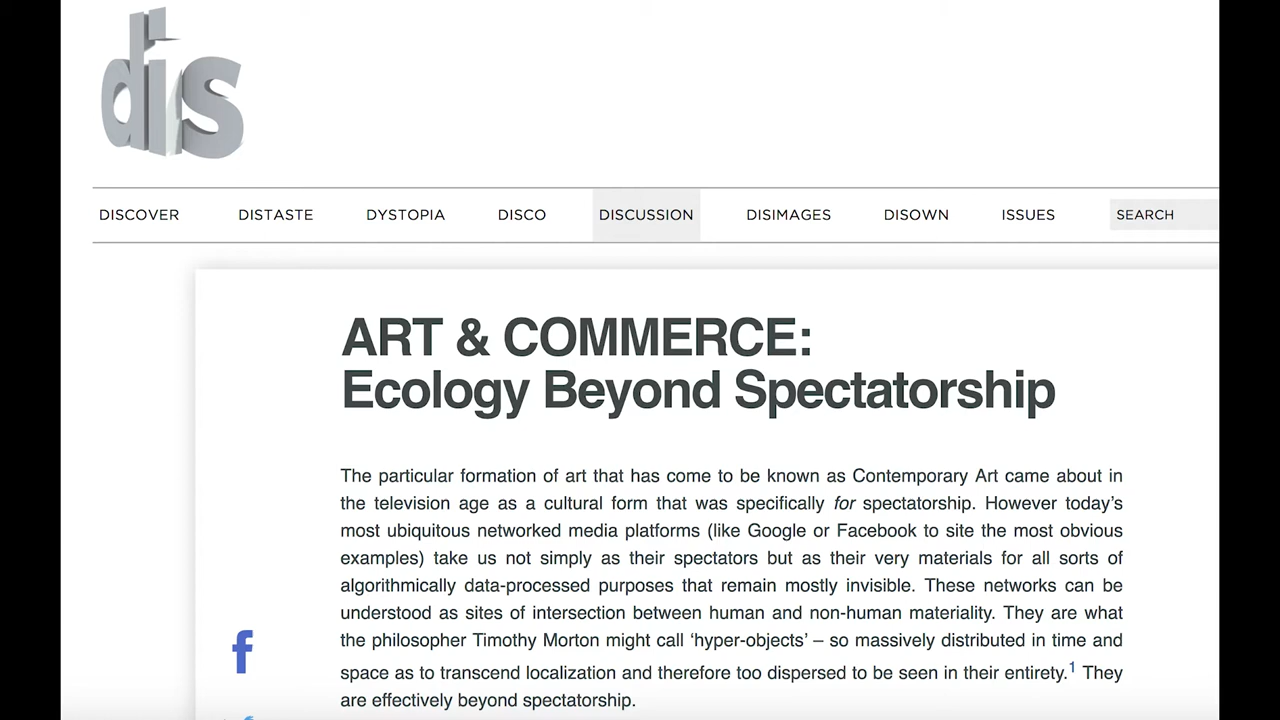 dis
DISCOVER DISTASTE DYSTOPIA DISCO DISCUSSION DISIMAGES DISOWN ISSUES SEARCH
ART & COMMERCE:
Ecology Beyond Spectatorship
The particular formation of art that has come to be known as Contemporary Art came about in
the television age as a cultural form that was specifically for spectatorship. However today’s
most ubiquitous networked media platforms (like Google or Facebook to site the most obvious
examples) take us not simply as their spectators but as their very materials for all sorts of
algorithmically data-processed purposes that remain mostly invisible. These networks can be
understood as sites of intersection between human and non-human materiality. They are what
the philosopher Timothy Morton might call ‘hyper-objects’ – so massively distributed in time and
space as to transcend localization and therefore too dispersed to be seen in their entirety.1 They
are effectively beyond spectatorship.
f